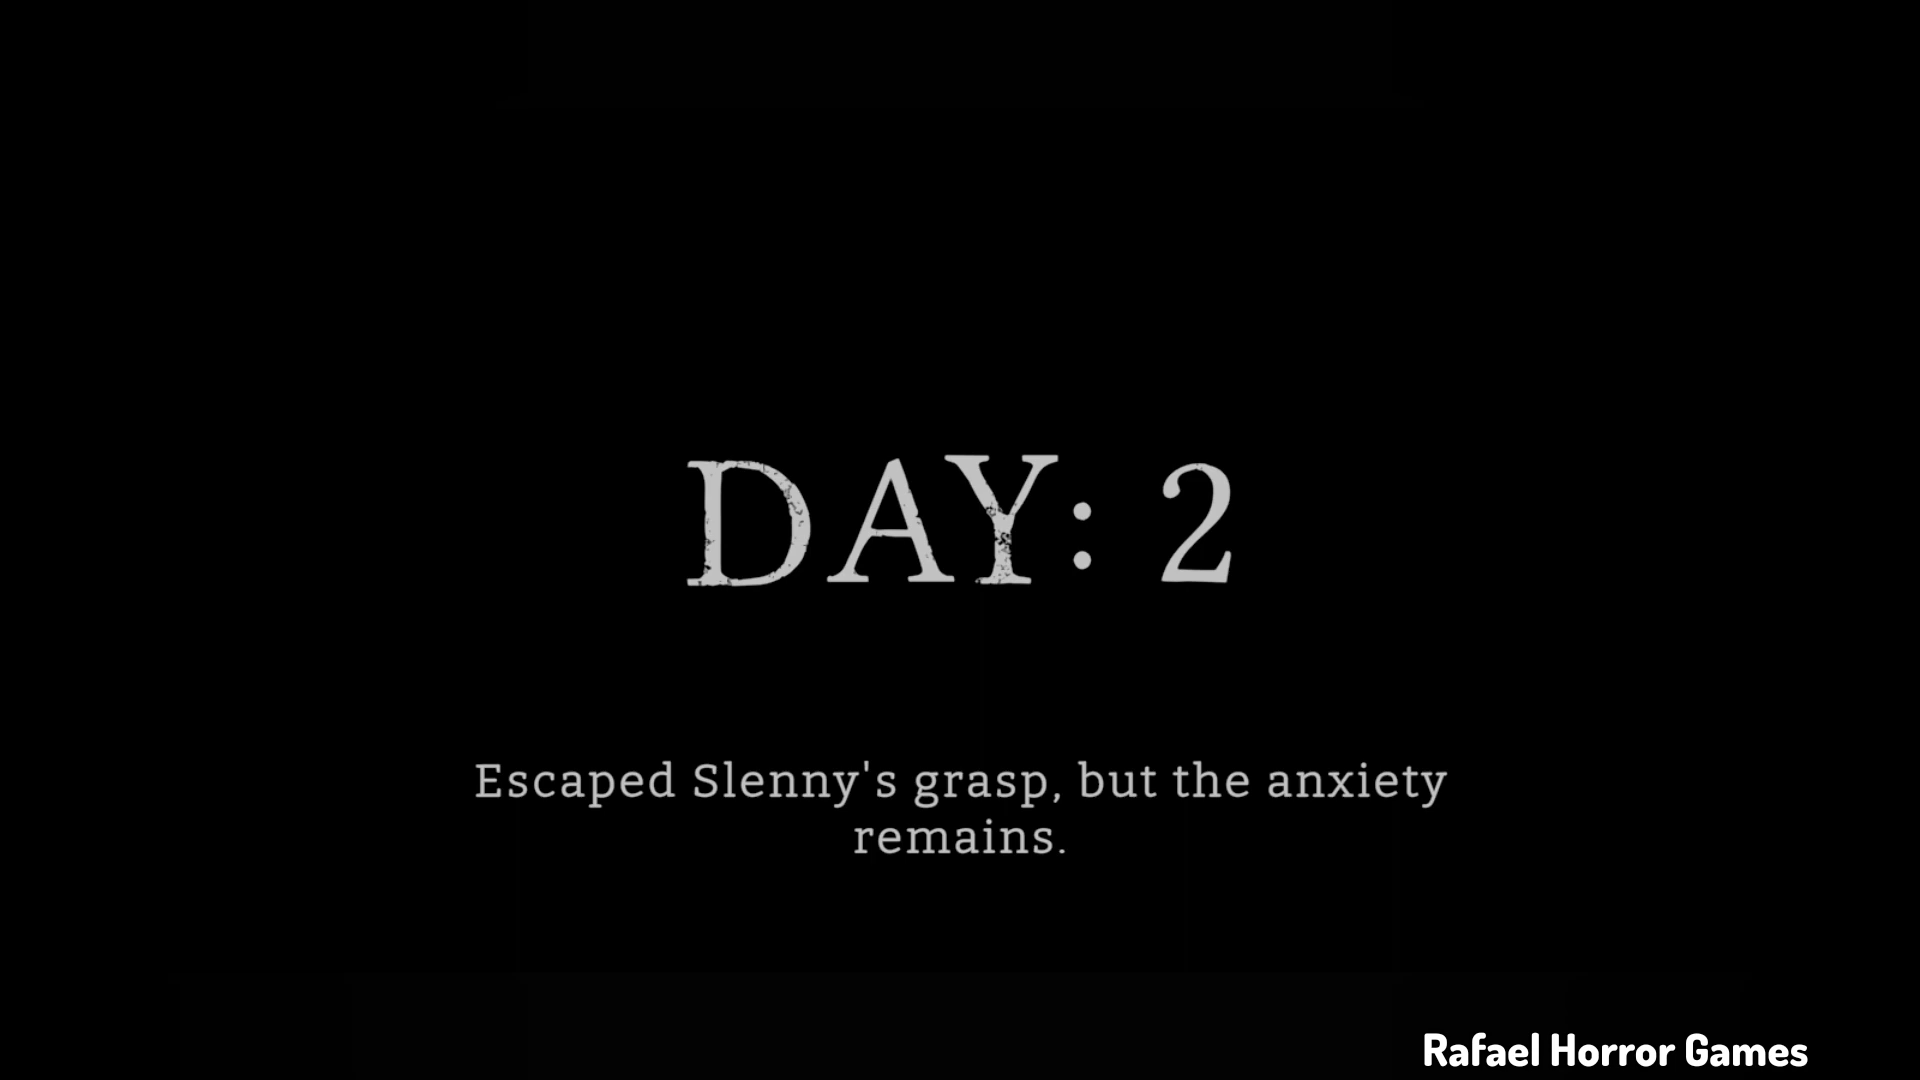 DAY: 2
Escaped Slenny's grasp, but the anxiety
remains.
Rafael Horror Games